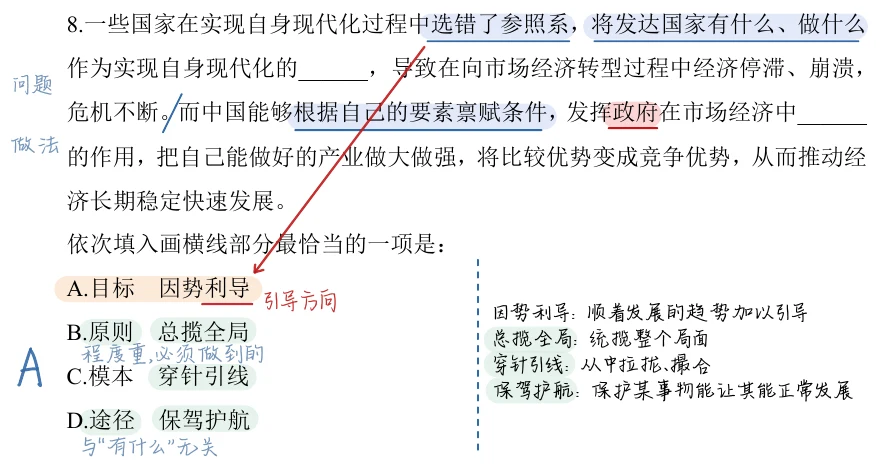 8.一些国家在实现自身现代化过程中选错了参照系，将发达国家有什么、做什么
作为实现自身现代化的______，导致在向市场经济转型过程中经济停滞、崩溃，
问题
危机不断。而中国能够根据自己的要素禀赋条件，发挥政府在市场经济中______
做法
的作用，把自己能做好的产业做大做强，将比较优势变成竞争优势，从而推动经
济长期稳定快速发展。
依次填入画横线部分最恰当的一项是：
A.目标 因势利导
引导方向
B.原则 总揽全局
程度重,必须做到的
A
C.模本 穿针引线
D.途径 保驾护航
与“有什么”无关
因势利导：顺着发展的趋势加以引导
总揽全局：统揽整个局面
穿针引线：从中拉拢、撮合
保驾护航：保护某事物能让其能正常发展